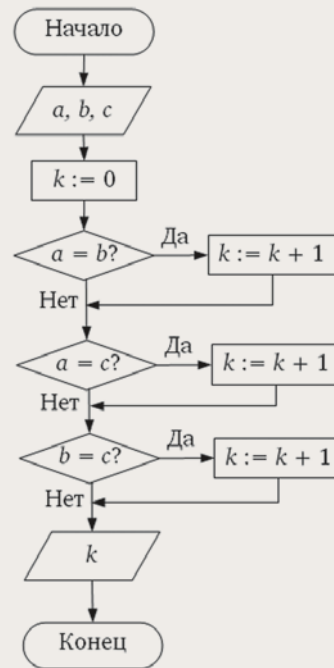 Начало
a, b, c
k := 0
a = b?
Да
k := k + 1
Нет
a = c?
Да
k := k + 1
Нет
b = c?
Да
k := k + 1
Нет
k
Конец